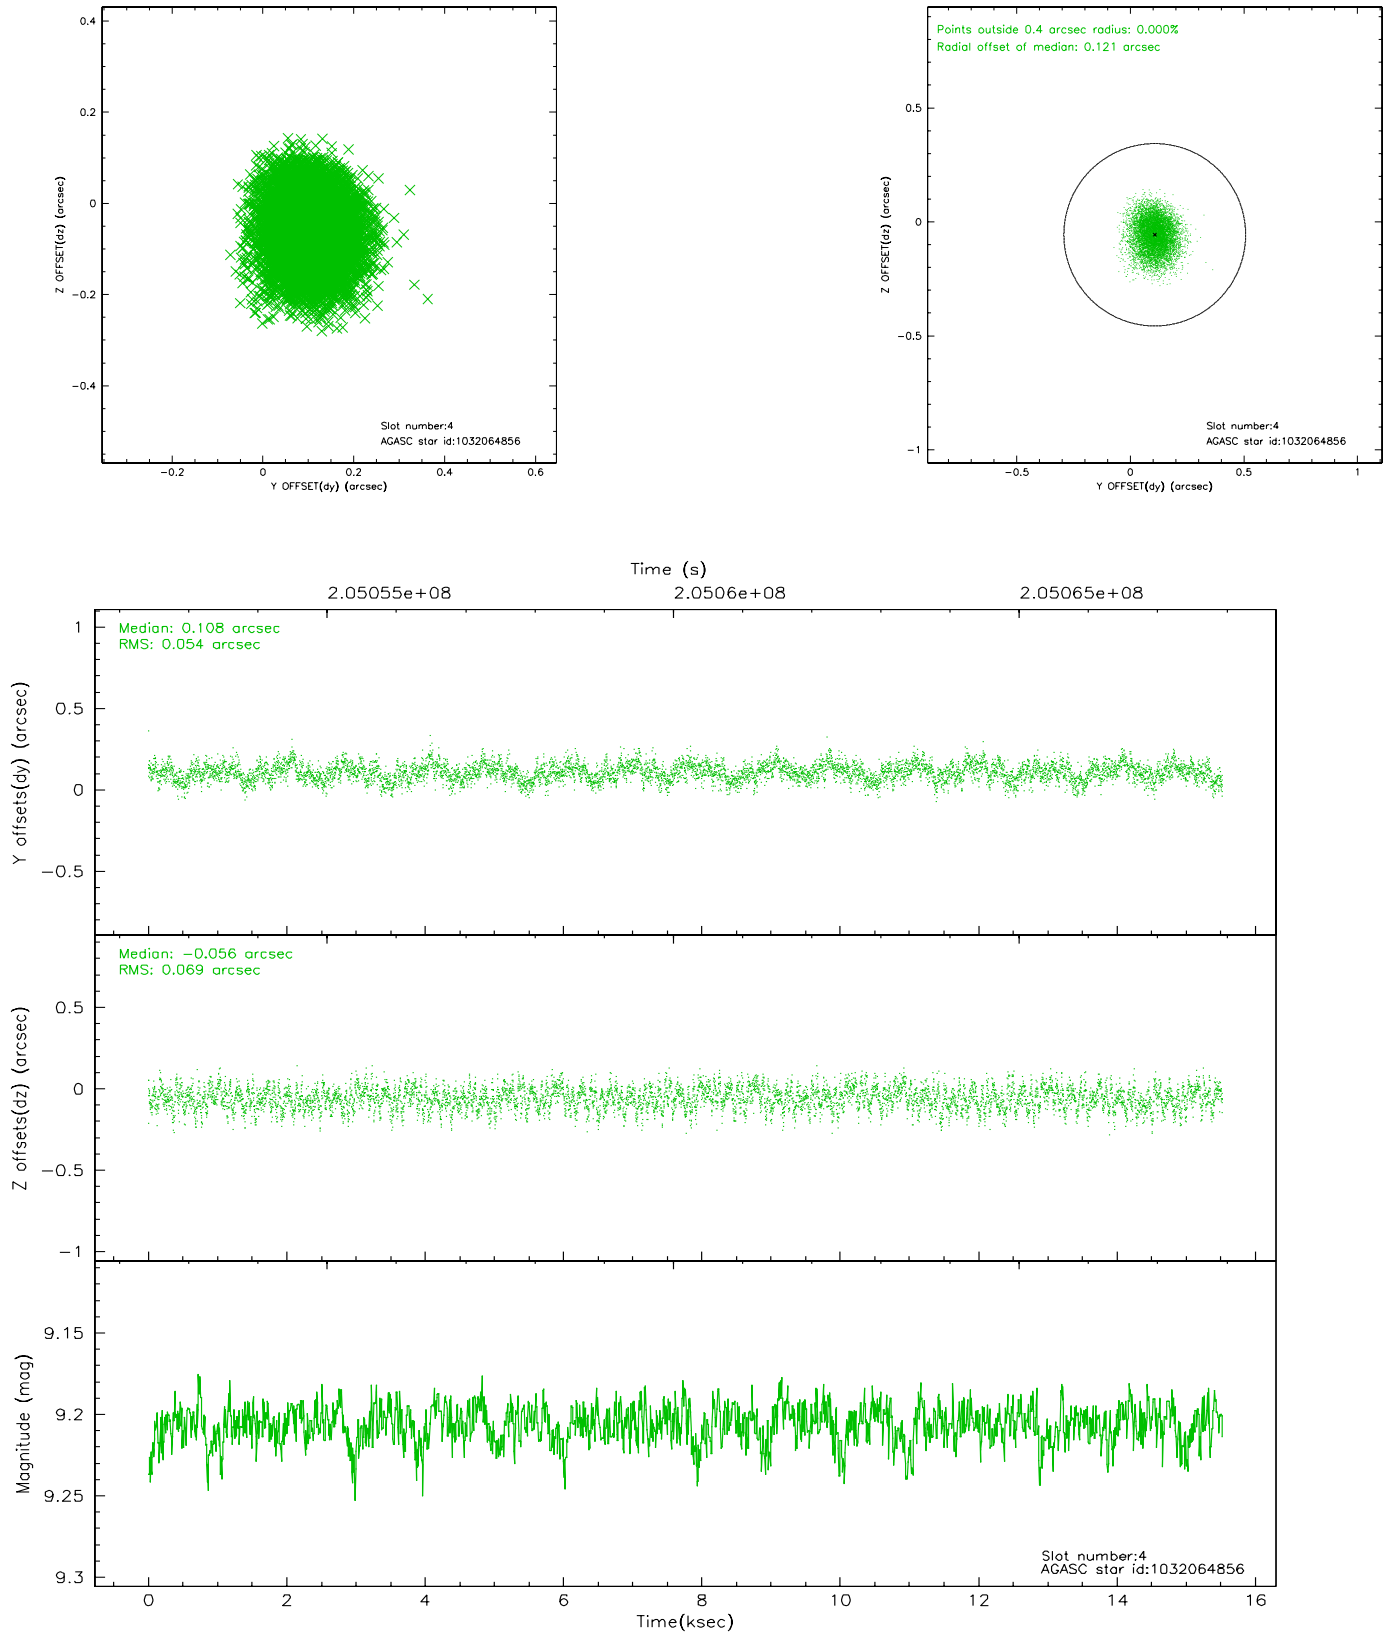 0.4
0.2
0
-0.2
-0.4
Z OFFSET(dz) (arcsec)
Slot number:4
AGASC star id:1032064856
-0.2 0 0.2 0.4 0.6
Y OFFSET(dy) (arcsec)
Points outside 0.4 arcsec radius: 0.000%
Radial offset of median: 0.121 arcsec
0.5
0
-0.5
-1
Z OFFSET(dz) (arcsec)
Slot number:4
AGASC star id:1032064856
-0.5 0 0.5 1
Y OFFSET(dy) (arcsec)
Time (s)
2.05055e+08 2.0506e+08 2.05065e+08
Median: 0.108 arcsec
RMS: 0.054 arcsec
1
0.5
0
-0.5
Y offsets(dy) (arcsec)
Median: -0.056 arcsec
RMS: 0.069 arcsec
0.5
0
-0.5
-1
Z offsets(dz) (arcsec)
9.15
9.2
9.25
9.3
Magnitude (mag)
Slot number:4
AGASC star id:1032064856
0 2 4 6 8 10 12 14 16
Time(ksec)